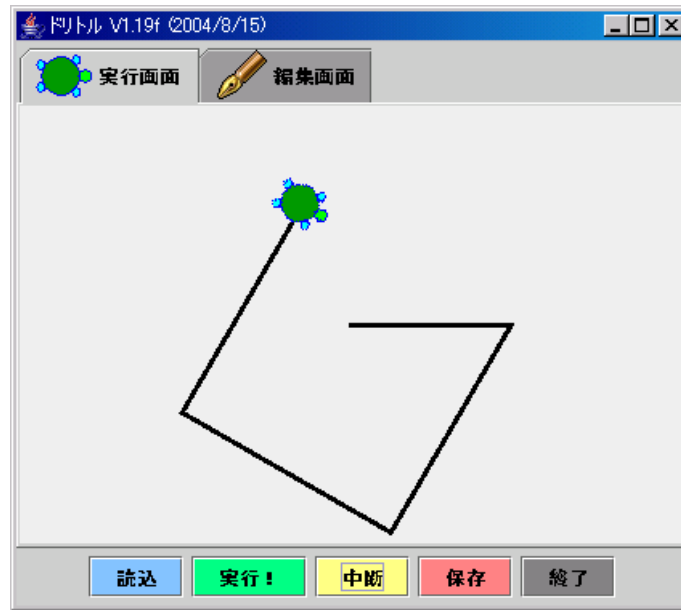 ドリトル V1.19f (2004/8/15)
実行画面 編集画面
読込 実行! 中断 保存 終了